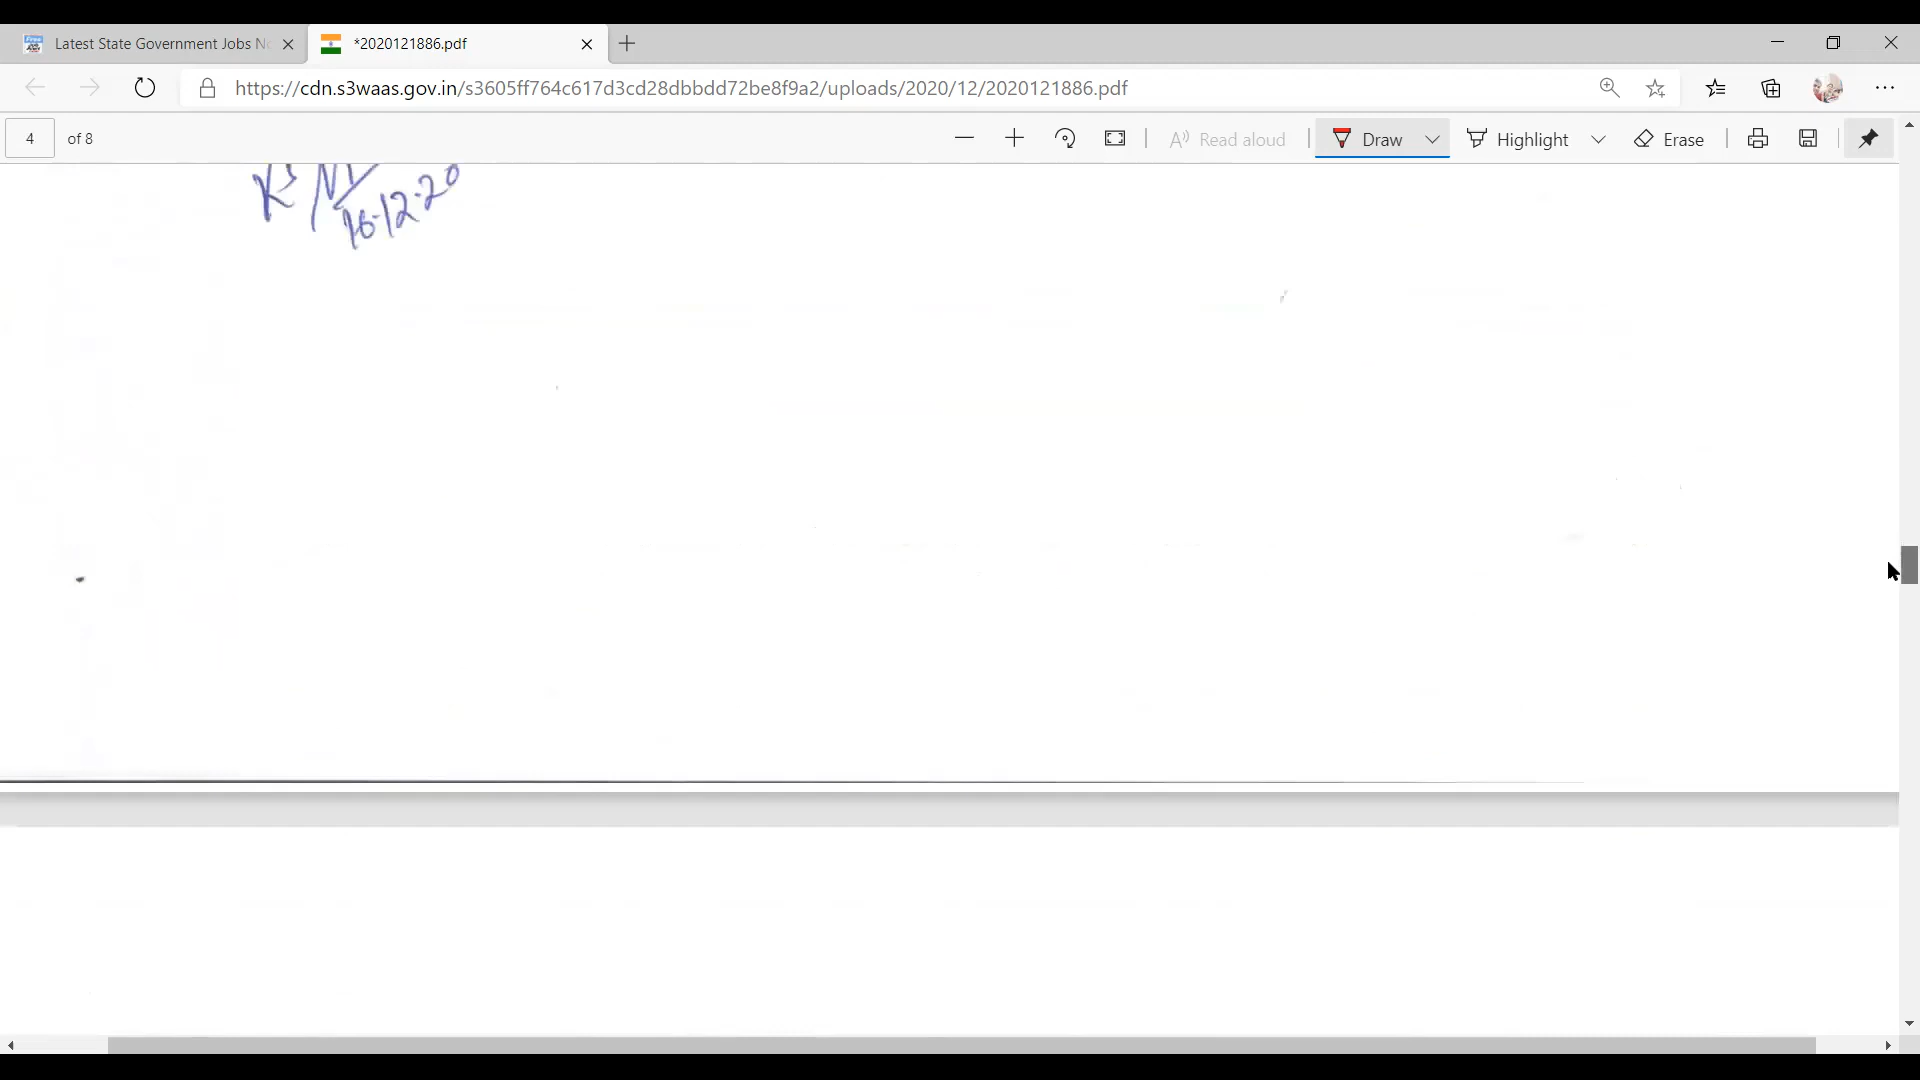 Latest State Government Jobs N
*2020121886.pdf
https://cdn.s3waas.gov.in/s3605ff764c617d3cd28dbbdd72be8f9a2/uploads/2020/12/2020121886.pdf
4 of 8
Read aloud
Draw
Highlight
Erase
16.12.20